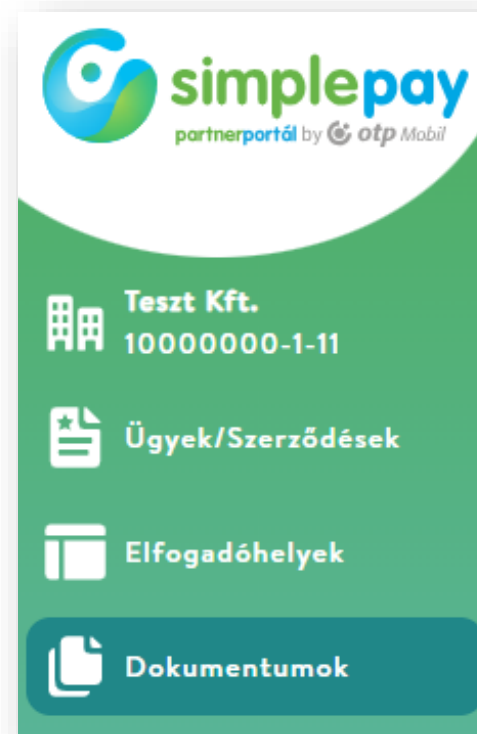 simplepay
partnerportál by otp Mobil
Teszt Kft.
10000000-1-11
Ügyek/Szerződések
Elfogadóhelyek
Dokumentumok